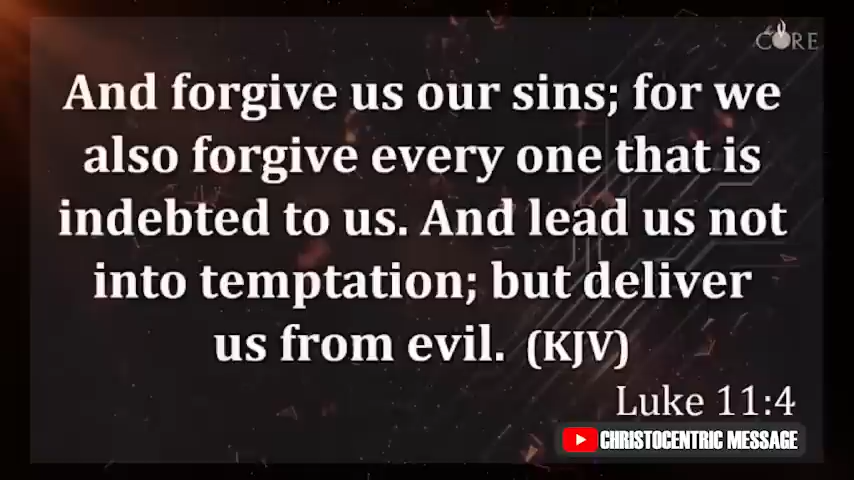 CORE
And forgive us our sins; for we
also forgive every one that is
indebted to us. And lead us not
into temptation; but deliver
us from evil. (KJV)
Luke 11:4
CHRISTOCENTRIC MESSAGE